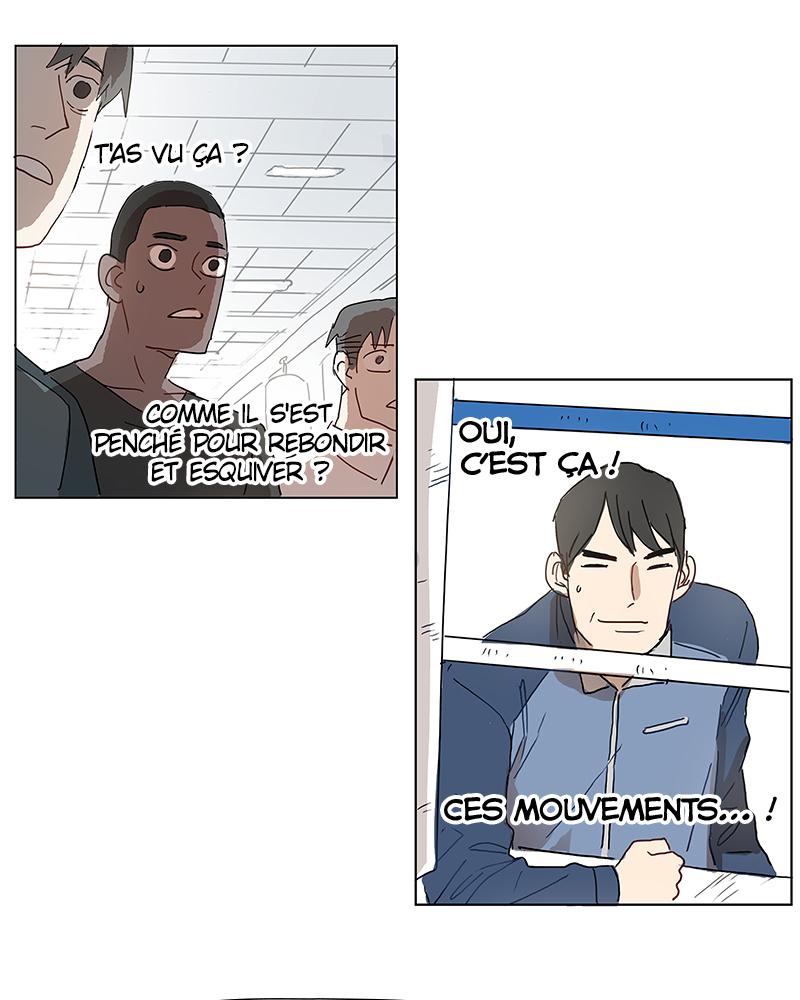 T'AS VU ÇA ?
COMME IL S'EST
PENCHÉ POUR REBONDIR
ET ESQUIVER ?
OUI,
C'EST ÇA !
CES MOUVEMENTS... !